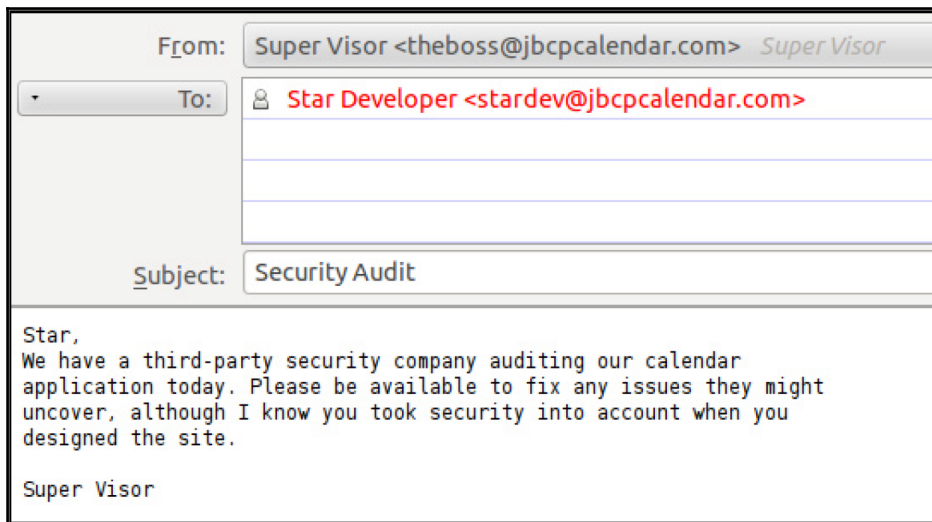 From: Super Visor <theboss@jbcpcalendar.com> Super Visor
To: Star Developer <stardev@jbcpcalendar.com>
Subject: Security Audit
Star,
We have a third-party security company auditing our calendar
application today. Please be available to fix any issues they might
uncover, although I know you took security into account when you
designed the site.
Super Visor